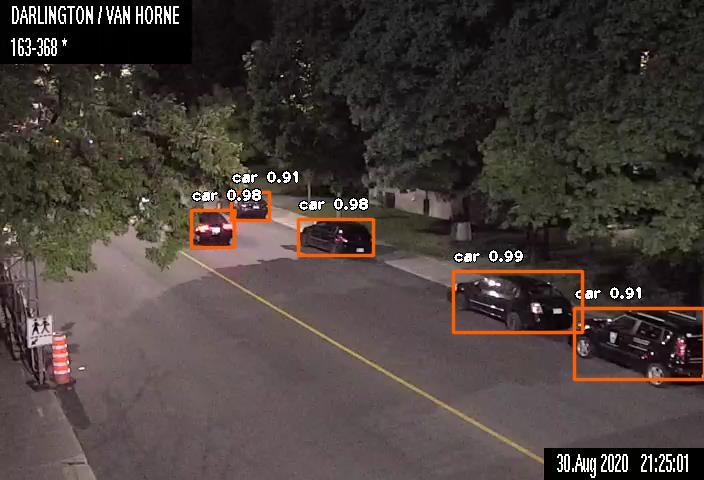 DARLINGTON / VAN HORNE
163-368 *
car 0.91
car 0.98
car 0.98
car 0.99
car 0.91
30.Aug 2020 21:25:01